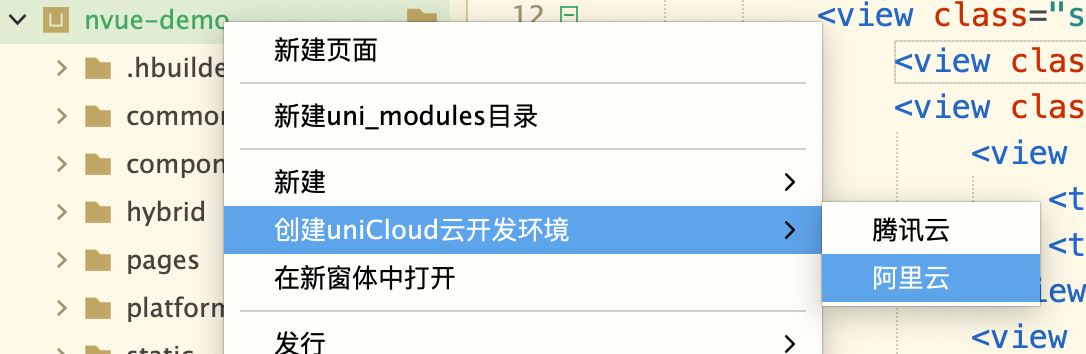 nvue-demo
.hbuilde
common
compon
hybrid
pages
platform
static
新建页面
新建uni_modules目录
新建
创建uniCloud云开发环境
在新窗体中打开
发行
腾讯云
阿里云
12
<view class="s
<view clas
<view clas
<view
<t
<t
iew
<view